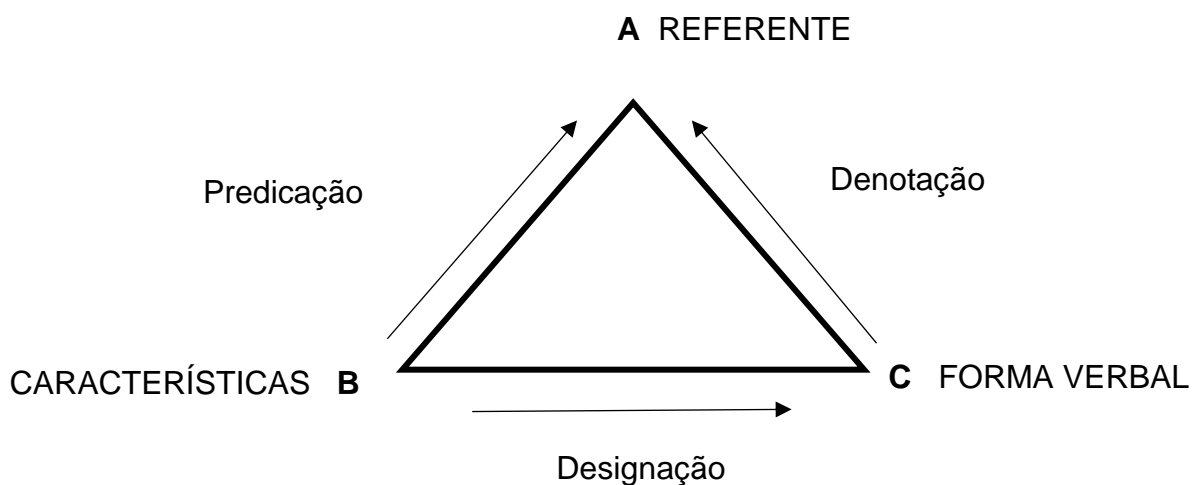 A REFERENTE
Predicação
Denotação
CARACTERÍSTICAS B
C FORMA VERBAL
Designação